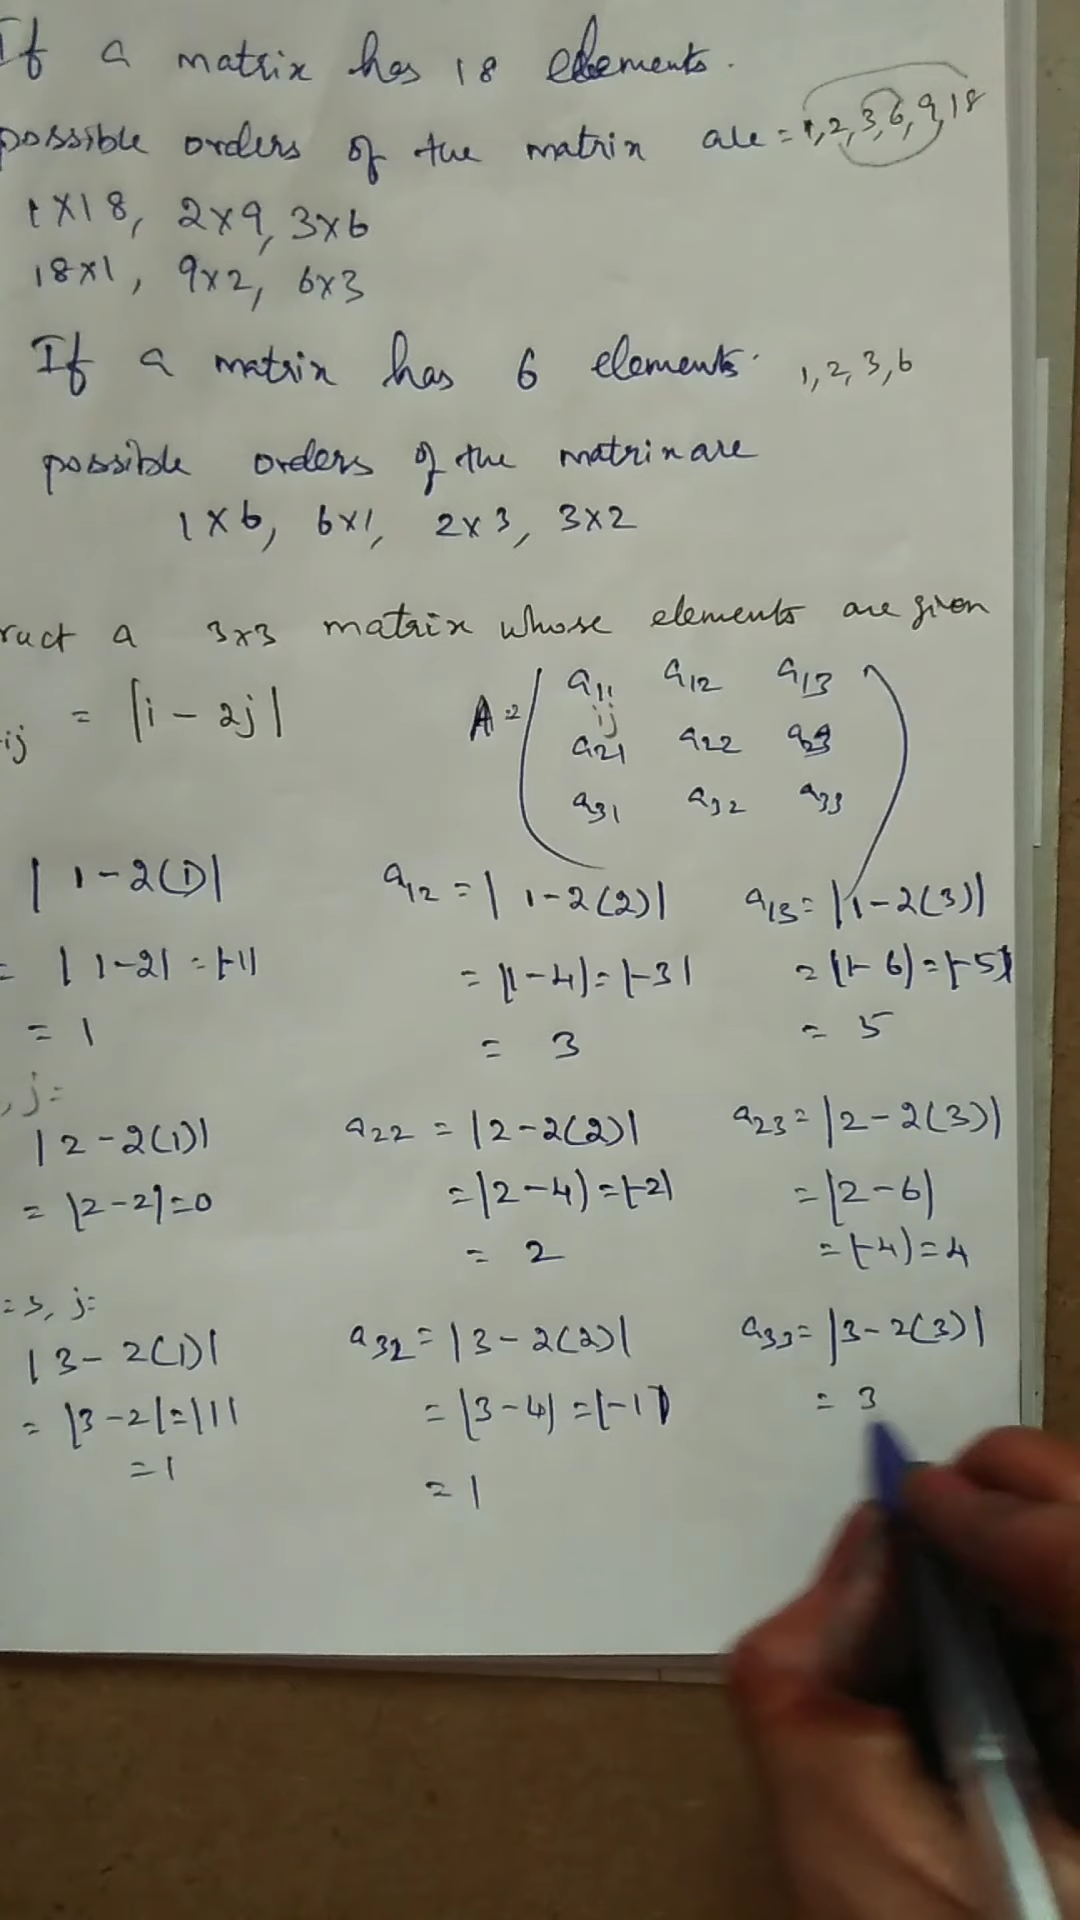 If a matrix has 18 elements.
possible orders of the matrix are = 1,2,3,6,9,18
1×18, 2×9, 3×6
18×1, 9×2, 6×3
If a matrix has 6 elements. 1,2,3,6
possible orders of the matrix are
1×6, 6×1, 2×3, 3×2
ruct a 3×3 matrix whose elements are given
ij = |i - 2j|
A = ( a11 a12 a13
ij
a21 a22 a23
a31 a32 a33 )
|1-2(1)| a12 = |1-2(2)| a13 = |1-2(3)|
= |1-2| = |-1| = |1-4| = |-3| = |1-6| = |-5|
= 1 = 3 = 5
, j=
|2-2(1)| a22 = |2-2(2)| a23 = |2-2(3)|
= |2-2| = 0 = |2-4| = |-2| = |2-6|
= 2 = |-4| = 4
= 3, j=
|3-2(1)| a32 = |3-2(2)| a33 = |3-2(3)|
= |3-2| = |1| = |3-4| = |-1| = 3
= 1 = 1